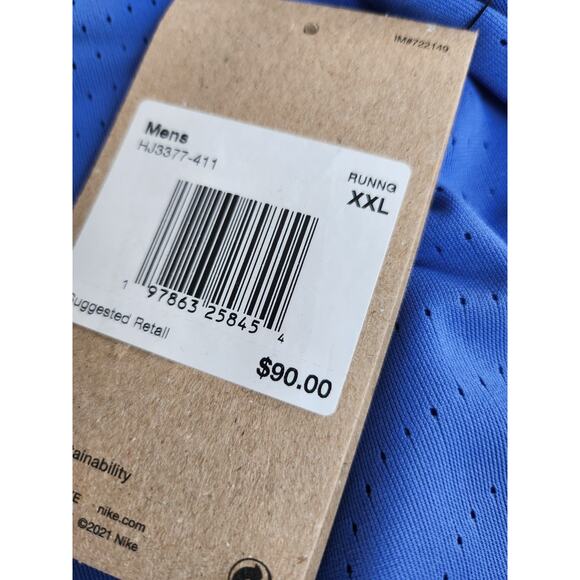 IM#722149
Mens
HJ3377-411
RUNNG
XXL
1 97863 25845 4
Suggested Retail
$90.00
nike.com
©2021 Nike